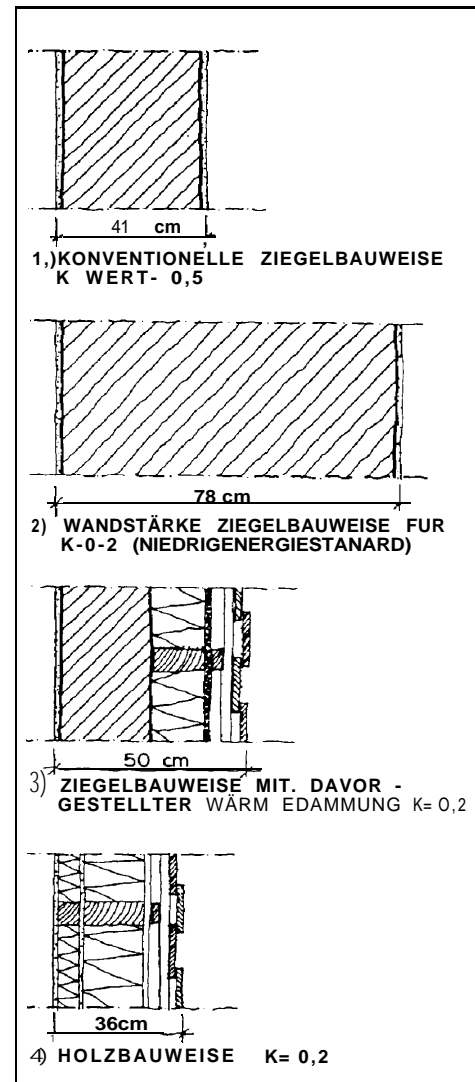 41 cm
1,)KONVENTIONELLE ZIEGELBAUWEISE
K WERT- 0,5
78 cm
2) WANDSTÄRKE ZIEGELBAUWEISE FUR
K-0-2 (NIEDRIGENERGIESTANARD)
50 cm
3) ZIEGELBAUWEISE MIT. DAVOR -
GESTELLTER WÄRM EDAMMUNG K= 0,2
36cm
4) HOLZBAUWEISE K= 0,2